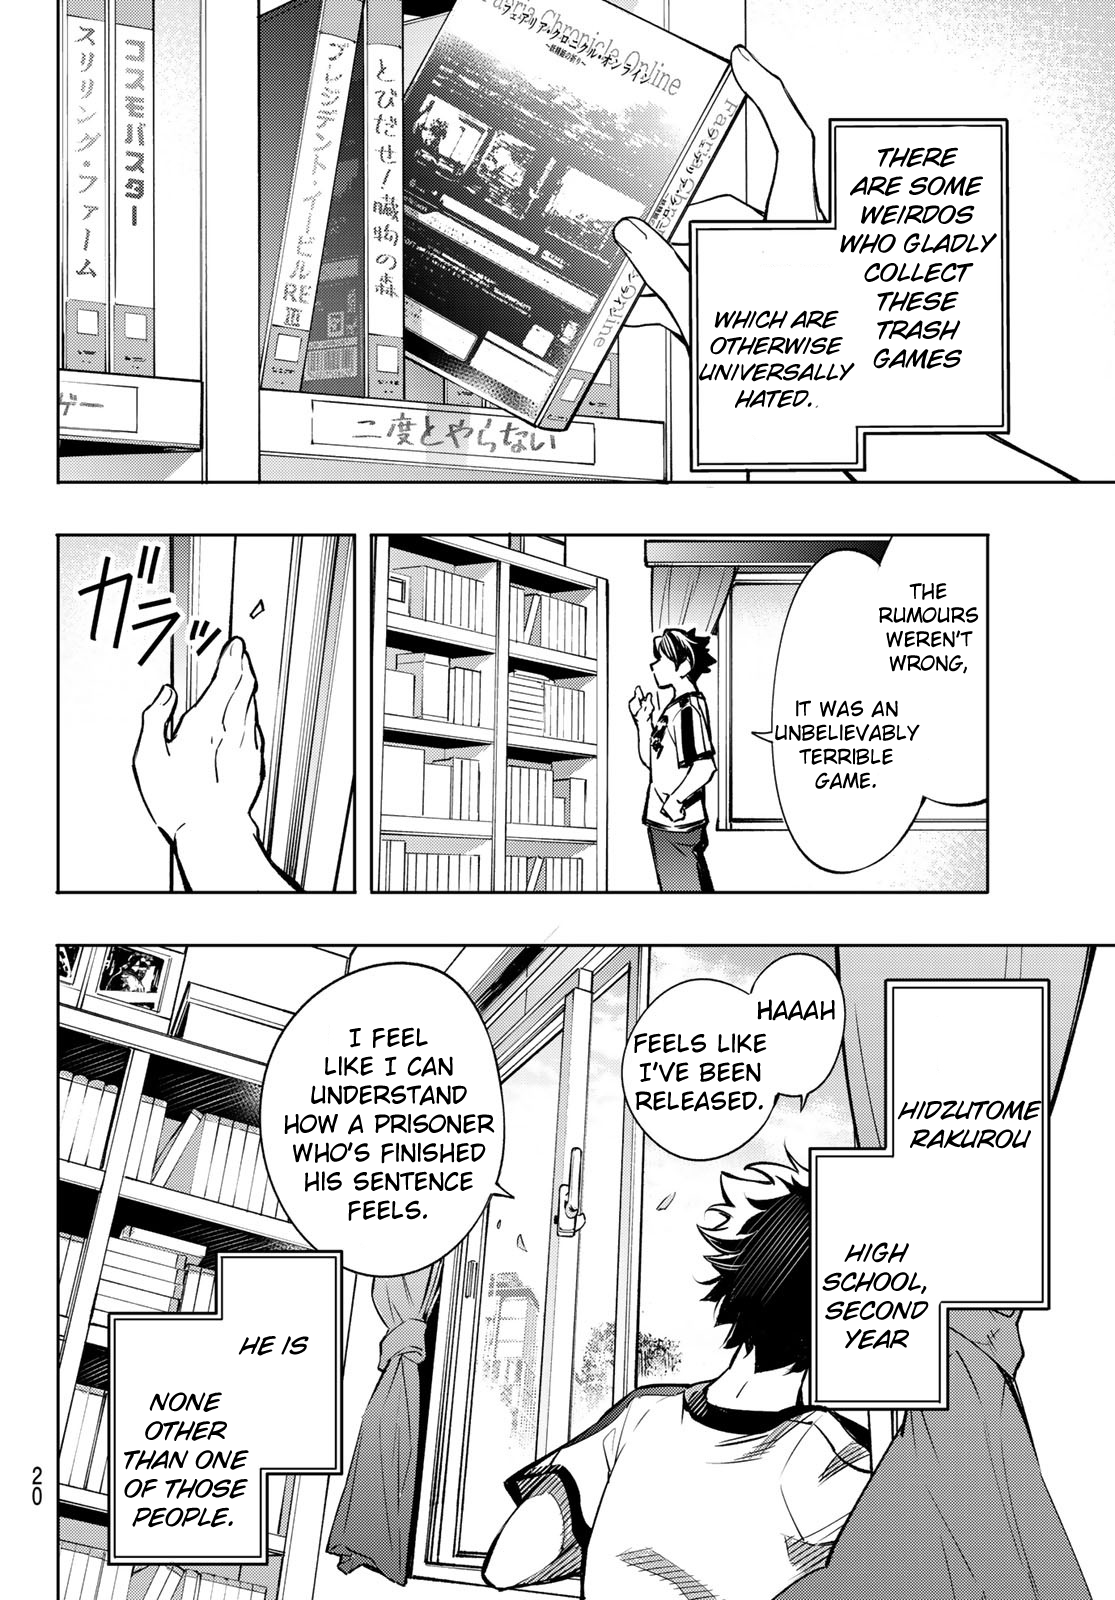 THERE
ARE SOME
WEIRDOS
WHO GLADLY
COLLECT
THESE
TRASH
GAMES
WHICH ARE
OTHERWISE
UNIVERSALLY
HATED.
Faeria Chronicle Online
フェアリア・クロニクル・オンライン
とびだせ!臓物の森
プレジデント・イービルRE III
コスモバスター
スリリング・ファーム
二度とやらない
ゲー
THE
RUMOURS
WEREN'T
WRONG,
IT WAS AN
UNBELIEVABLY
TERRIBLE
GAME.
ガラッ
HAAAH
FEELS LIKE
I'VE BEEN
RELEASED.
HIDZUTOME
RAKUROU
HIGH
SCHOOL,
SECOND
YEAR
I FEEL
LIKE I CAN
UNDERSTAND
HOW A PRISONER
WHO'S FINISHED
HIS SENTENCE
FEELS.
HE IS
NONE
OTHER
THAN ONE
OF THOSE
PEOPLE.
20